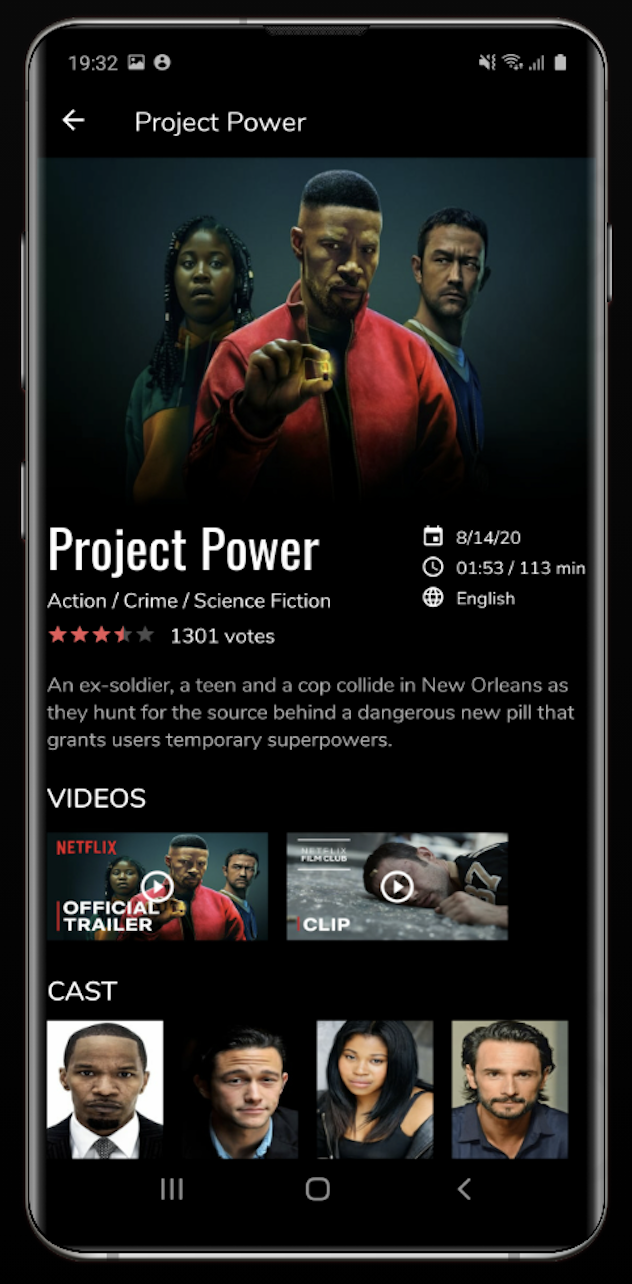 19:32
Project Power
Project Power
8/14/20
01:53 / 113 min
English
Action / Crime / Science Fiction
1301 votes
An ex-soldier, a teen and a cop collide in New Orleans as
they hunt for the source behind a dangerous new pill that
grants users temporary superpowers.
VIDEOS
NETFLIX
OFFICIAL
TRAILER
NETFLIX
FILM CLUB
CLIP
97
CAST